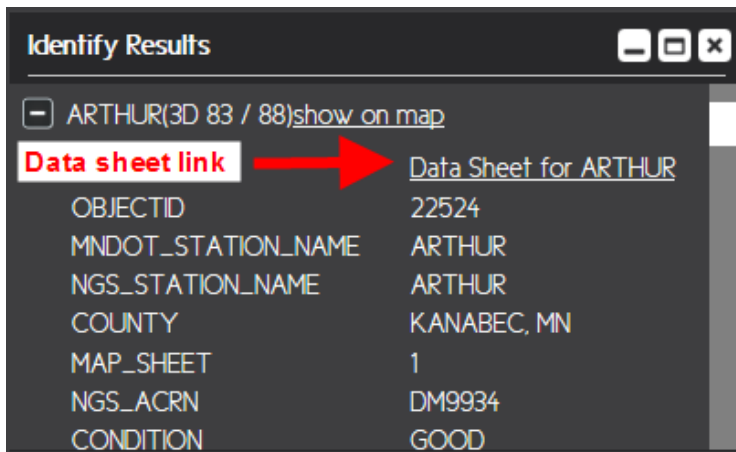 Identify Results
ARTHUR(3D 83 / 88)show on map
Data sheet link Data Sheet for ARTHUR
OBJECTID 22524
MNDOT_STATION_NAME ARTHUR
NGS_STATION_NAME ARTHUR
COUNTY KANABEC, MN
MAP_SHEET 1
NGS_ACRN DM9934
CONDITION GOOD